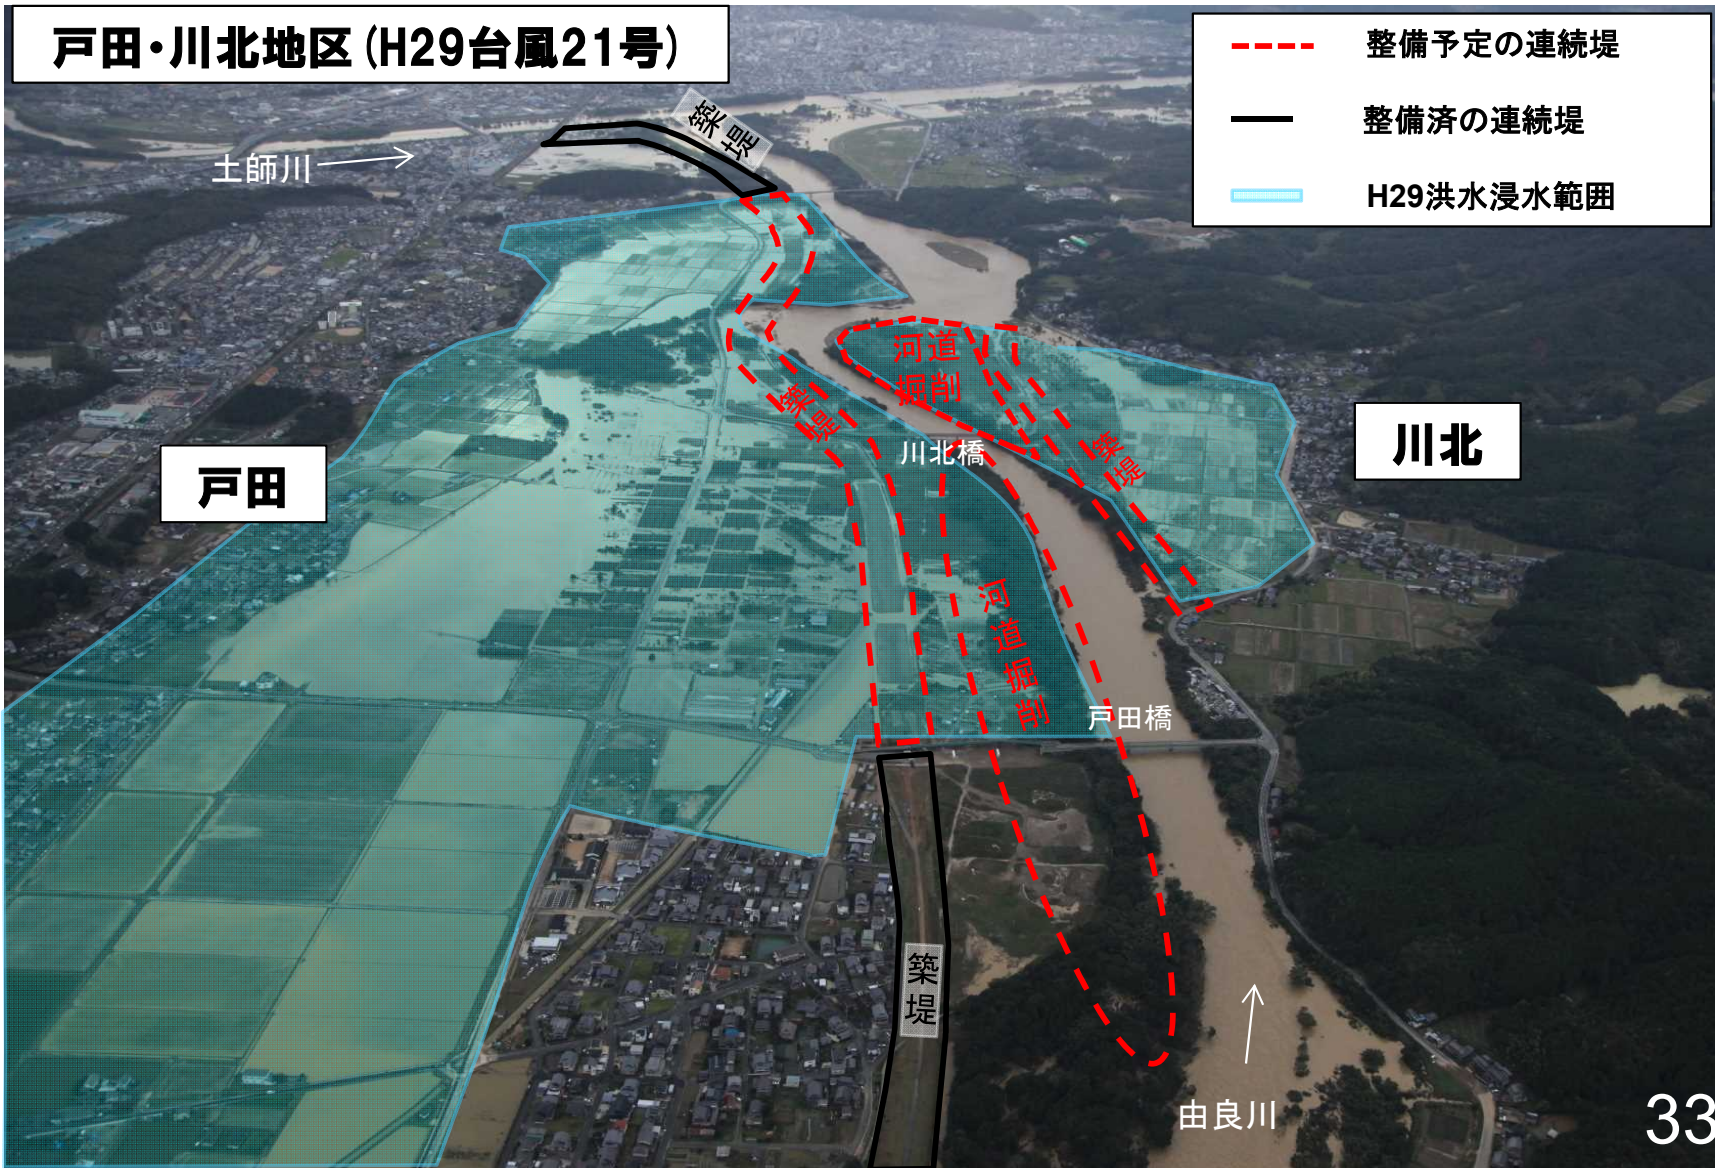 戸田・川北地区(H29台風21号)
整備予定の連続堤
整備済の連続堤
H29洪水浸水範囲
築堤
土師川
河道
掘削
築堤
川北橋
築堤
川北
戸田
河道掘削
戸田橋
築堤
由良川
33